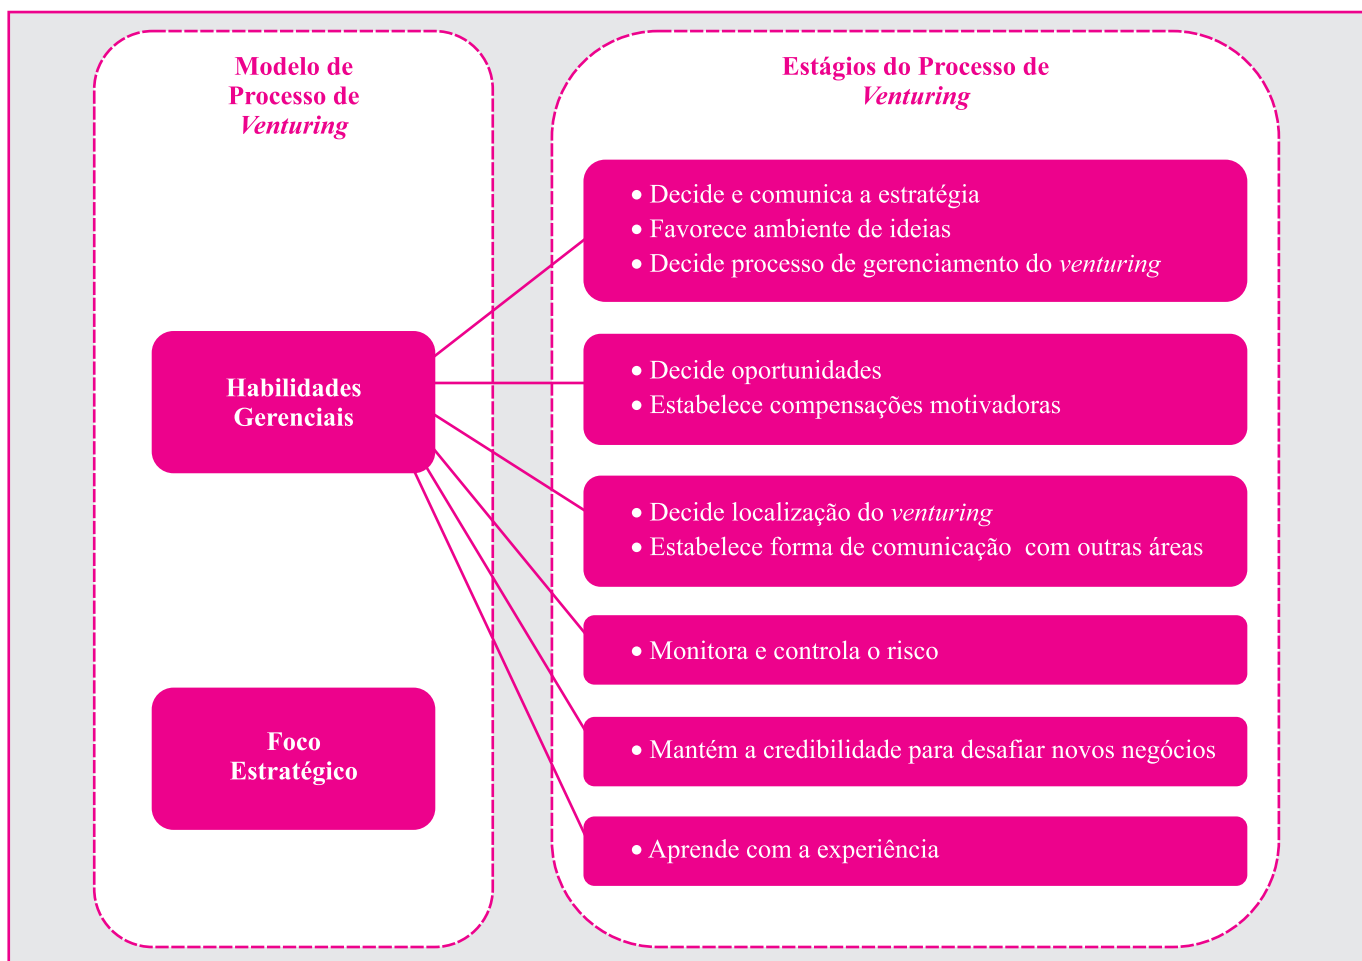 Modelo de
Processo de
Venturing
Habilidades
Gerenciais
Foco
Estratégico
Estágios do Processo de
Venturing
• Decide e comunica a estratégia
• Favorece ambiente de ideias
• Decide processo de gerenciamento do venturing
• Decide oportunidades
• Estabelece compensações motivadoras
• Decide localização do venturing
• Estabelece forma de comunicação com outras áreas
• Monitora e controla o risco
• Mantém a credibilidade para desafiar novos negócios
• Aprende com a experiência